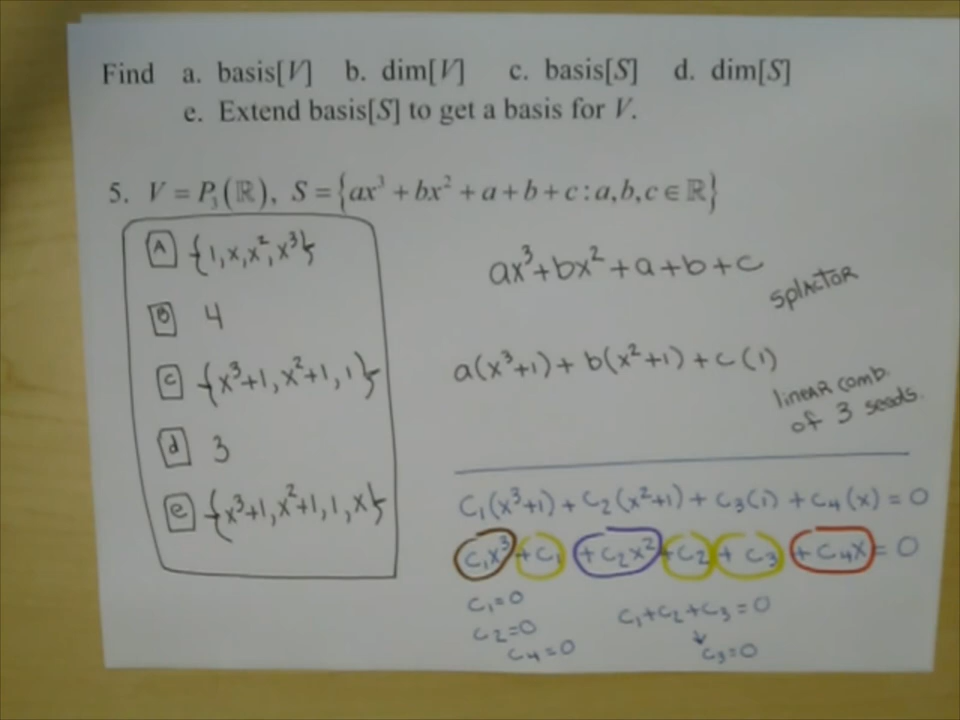 Find a. basis[V] b. dim[V] c. basis[S] d. dim[S]
e. Extend basis[S] to get a basis for V.
5. V = P₃(ℝ), S = {ax³ + bx² + a + b + c : a, b, c ∈ ℝ}
A {1, x, x², x³}
B 4
C {x³+1, x²+1, 1}
d 3
e {x³+1, x²+1, 1, x}
ax³+bx²+a+b+c
SplACTOR
a(x³+1) + b(x²+1) + c(1)
lineAR comb.
of 3 seeds.
C₁(x³+1) + C₂(x²+1) + C₃(1) + C₄(x) = 0
C₁x³ + C₁ + C₂x² + C₂ + C₃ + C₄x = 0
C₁=0
C₂=0
C₄=0
C₁+C₂+C₃=0
↓
C₃=0